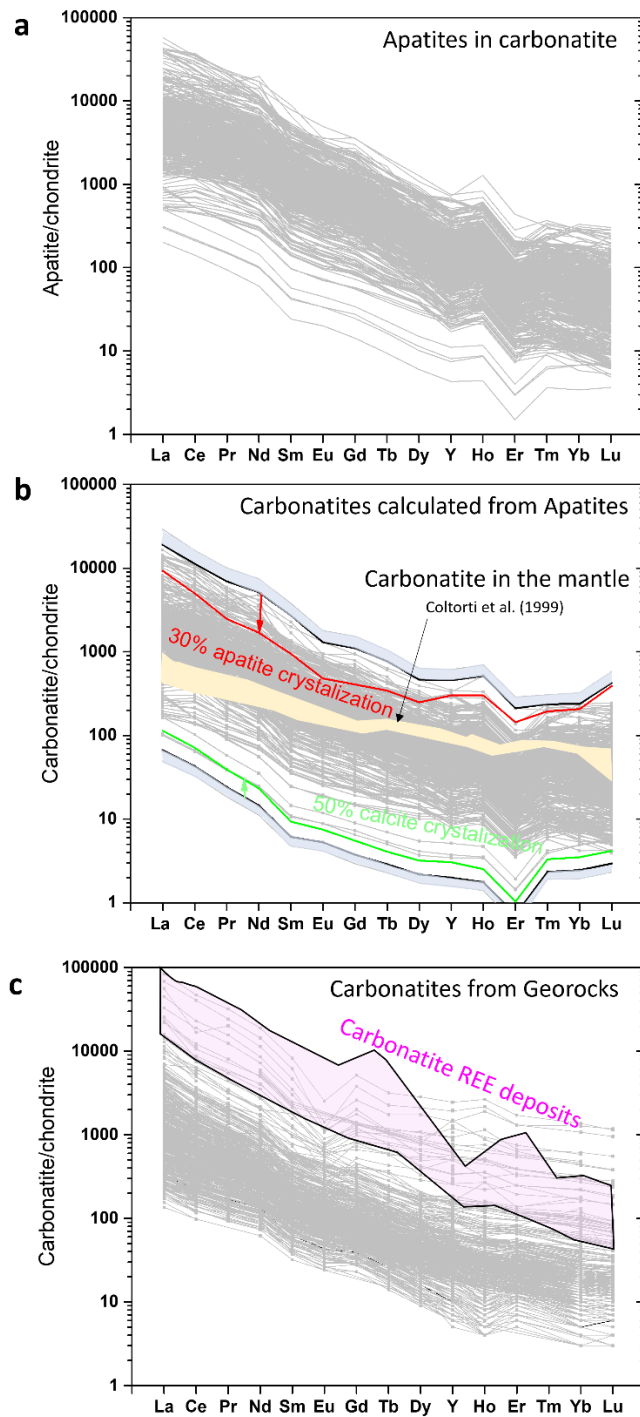 a
Apatites in carbonatite
100000
10000
1000
100
10
1
Apatite/chondrite
La Ce Pr Nd Sm Eu Gd Tb Dy Y Ho Er Tm Yb Lu
b
Carbonatites calculated from Apatites
Carbonatite in the mantle
Coltorti et al. (1999)
30% apatite crystalization
50% calcite crystalization
100000
10000
1000
100
10
1
Carbonatite/chondrite
La Ce Pr Nd Sm Eu Gd Tb Dy Y Ho Er Tm Yb Lu
c
Carbonatites from Georocks
Carbonatite REE deposits
100000
10000
1000
100
10
1
Carbonatite/chondrite
La Ce Pr Nd Sm Eu Gd Tb Dy Y Ho Er Tm Yb Lu